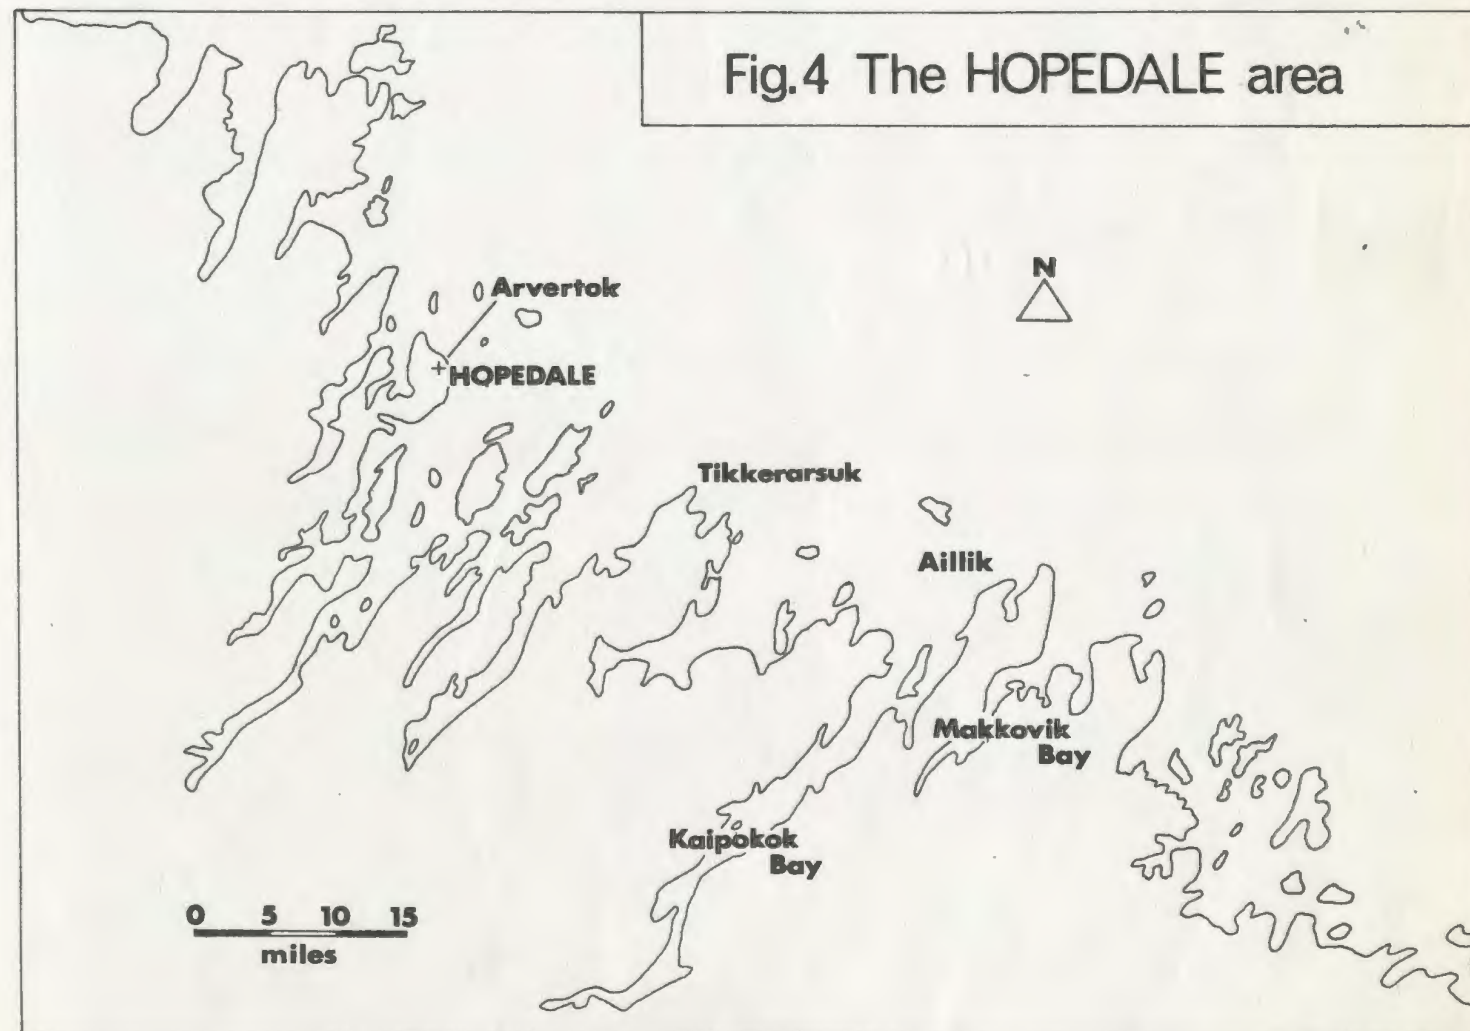 Fig.4 The HOPEDALE area
N
Arvertok
HOPEDALE
Tikkerarsuk
Aillik
Makkovik
Bay
Kaipokok
Bay
0 5 10 15
miles